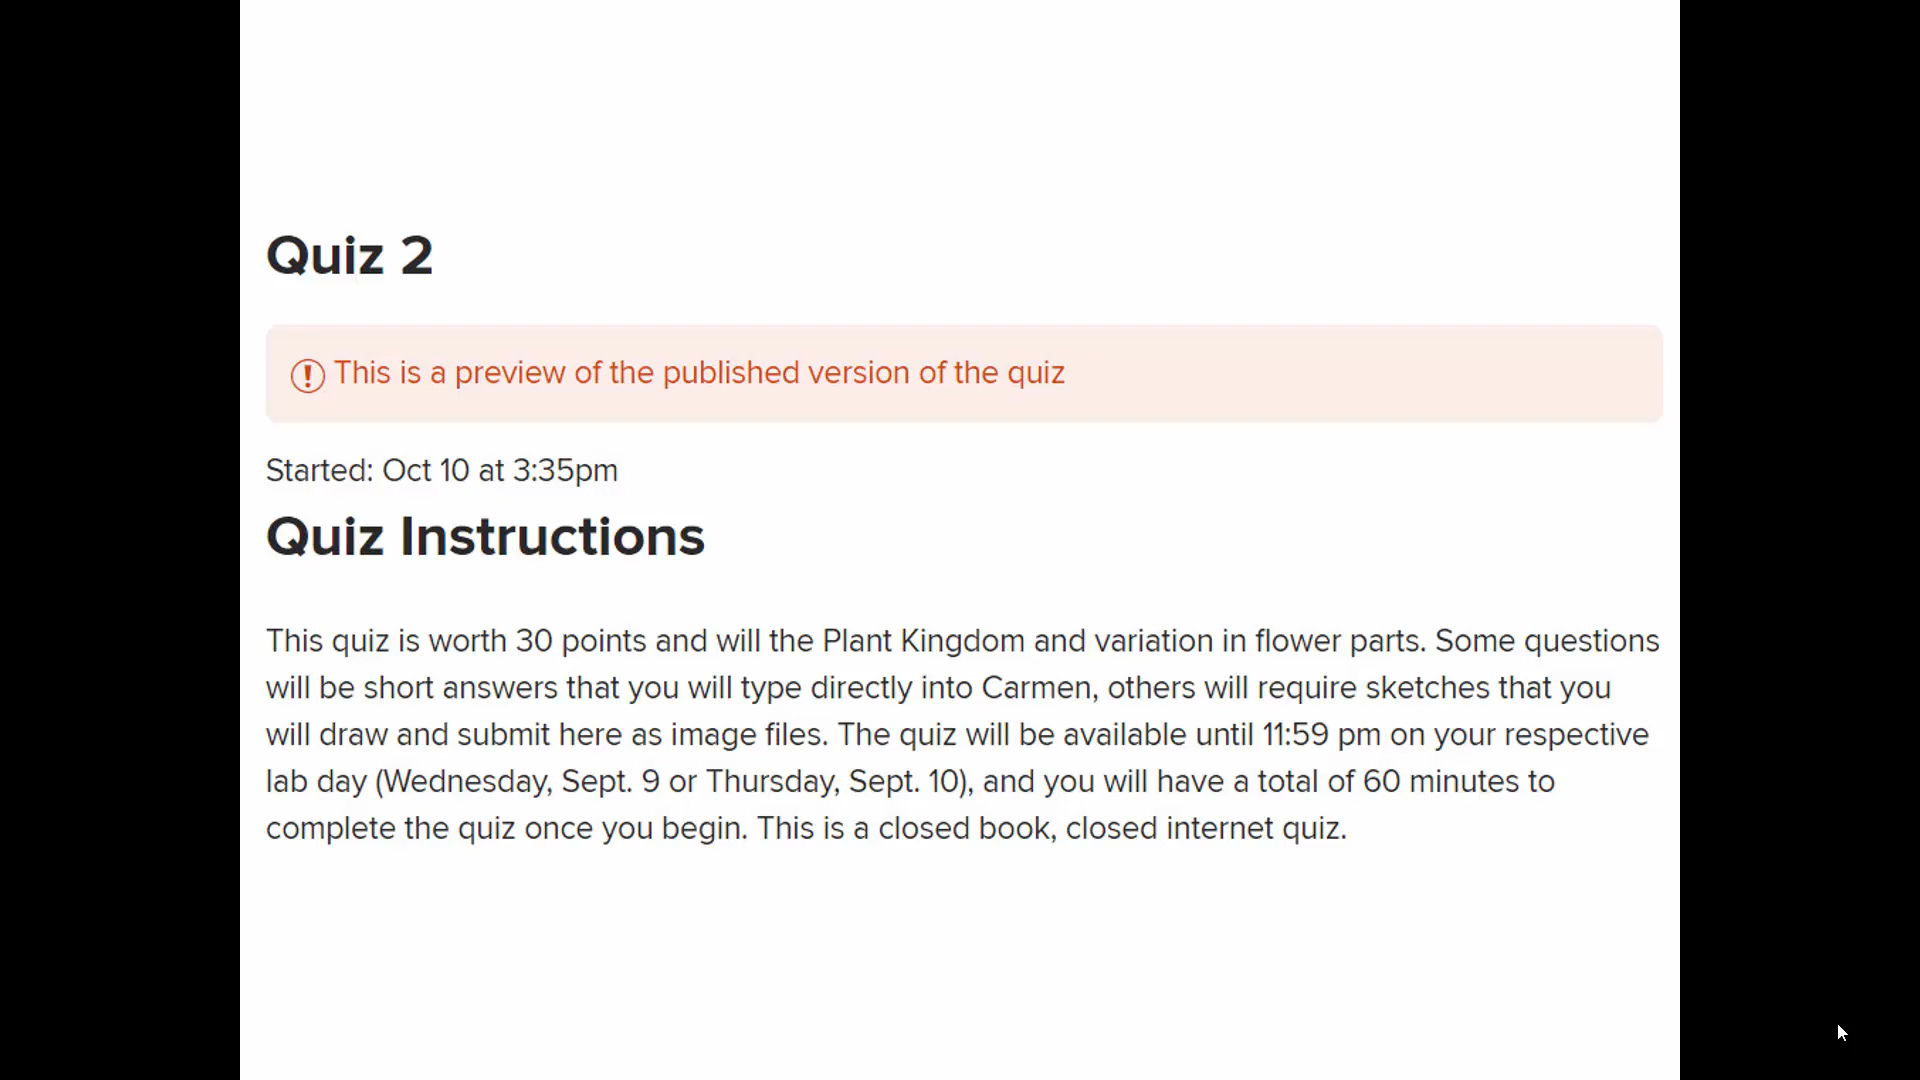 Quiz 2
This is a preview of the published version of the quiz
Started: Oct 10 at 3:35pm
Quiz Instructions
This quiz is worth 30 points and will the Plant Kingdom and variation in flower parts. Some questions
will be short answers that you will type directly into Carmen, others will require sketches that you
will draw and submit here as image files. The quiz will be available until 11:59 pm on your respective
lab day (Wednesday, Sept. 9 or Thursday, Sept. 10), and you will have a total of 60 minutes to
complete the quiz once you begin. This is a closed book, closed internet quiz.